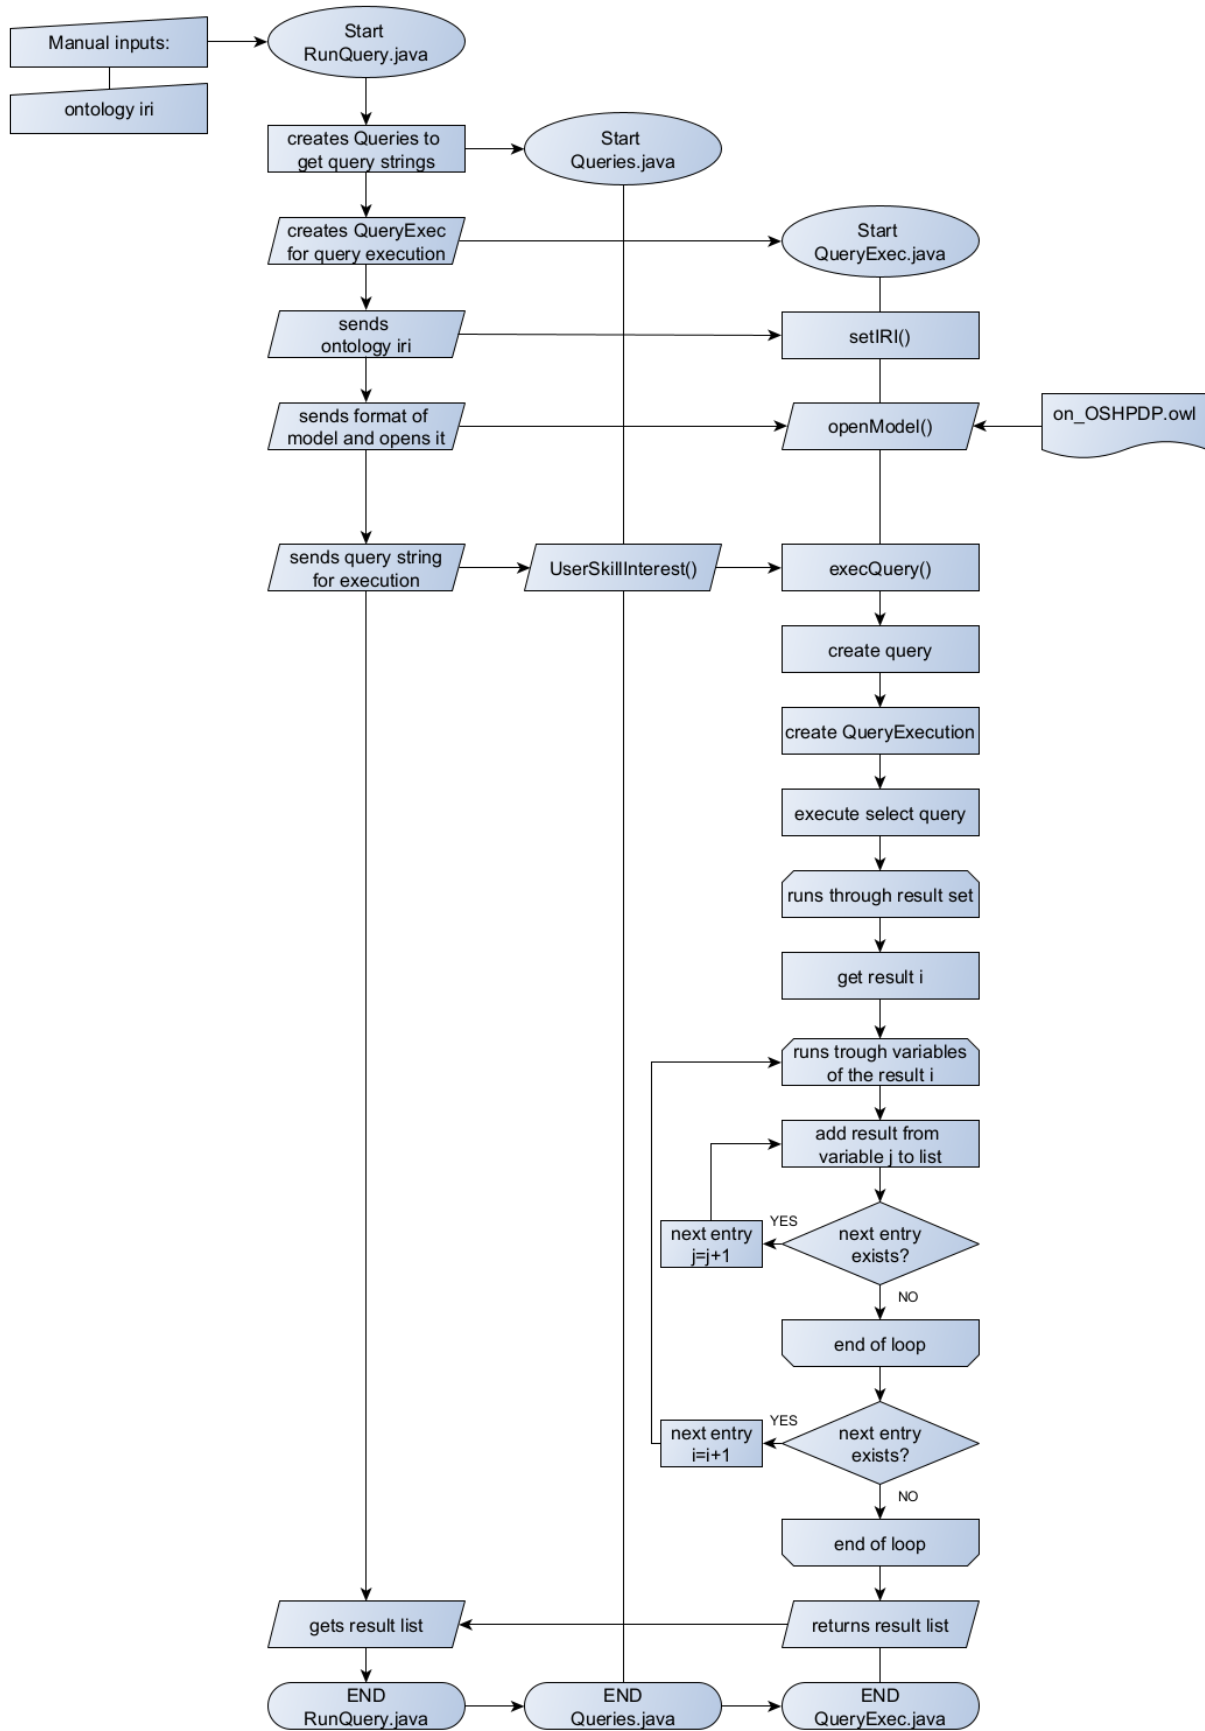 Manual inputs:
ontology iri
Start
RunQuery.java
creates Queries to
get query strings
Start
Queries.java
creates QueryExec
for query execution
Start
QueryExec.java
sends
ontology iri
setIRI()
sends format of
model and opens it
openModel()
on_OSHPDP.owl
sends query string
for execution
UserSkillInterest()
execQuery()
create query
create QueryExecution
execute select query
runs through result set
get result i
runs trough variables
of the result i
add result from
variable j to list
next entry
j=j+1
YES
next entry
exists?
NO
end of loop
next entry
i=i+1
YES
next entry
exists?
NO
end of loop
gets result list
returns result list
END
RunQuery.java
END
Queries.java
END
QueryExec.java